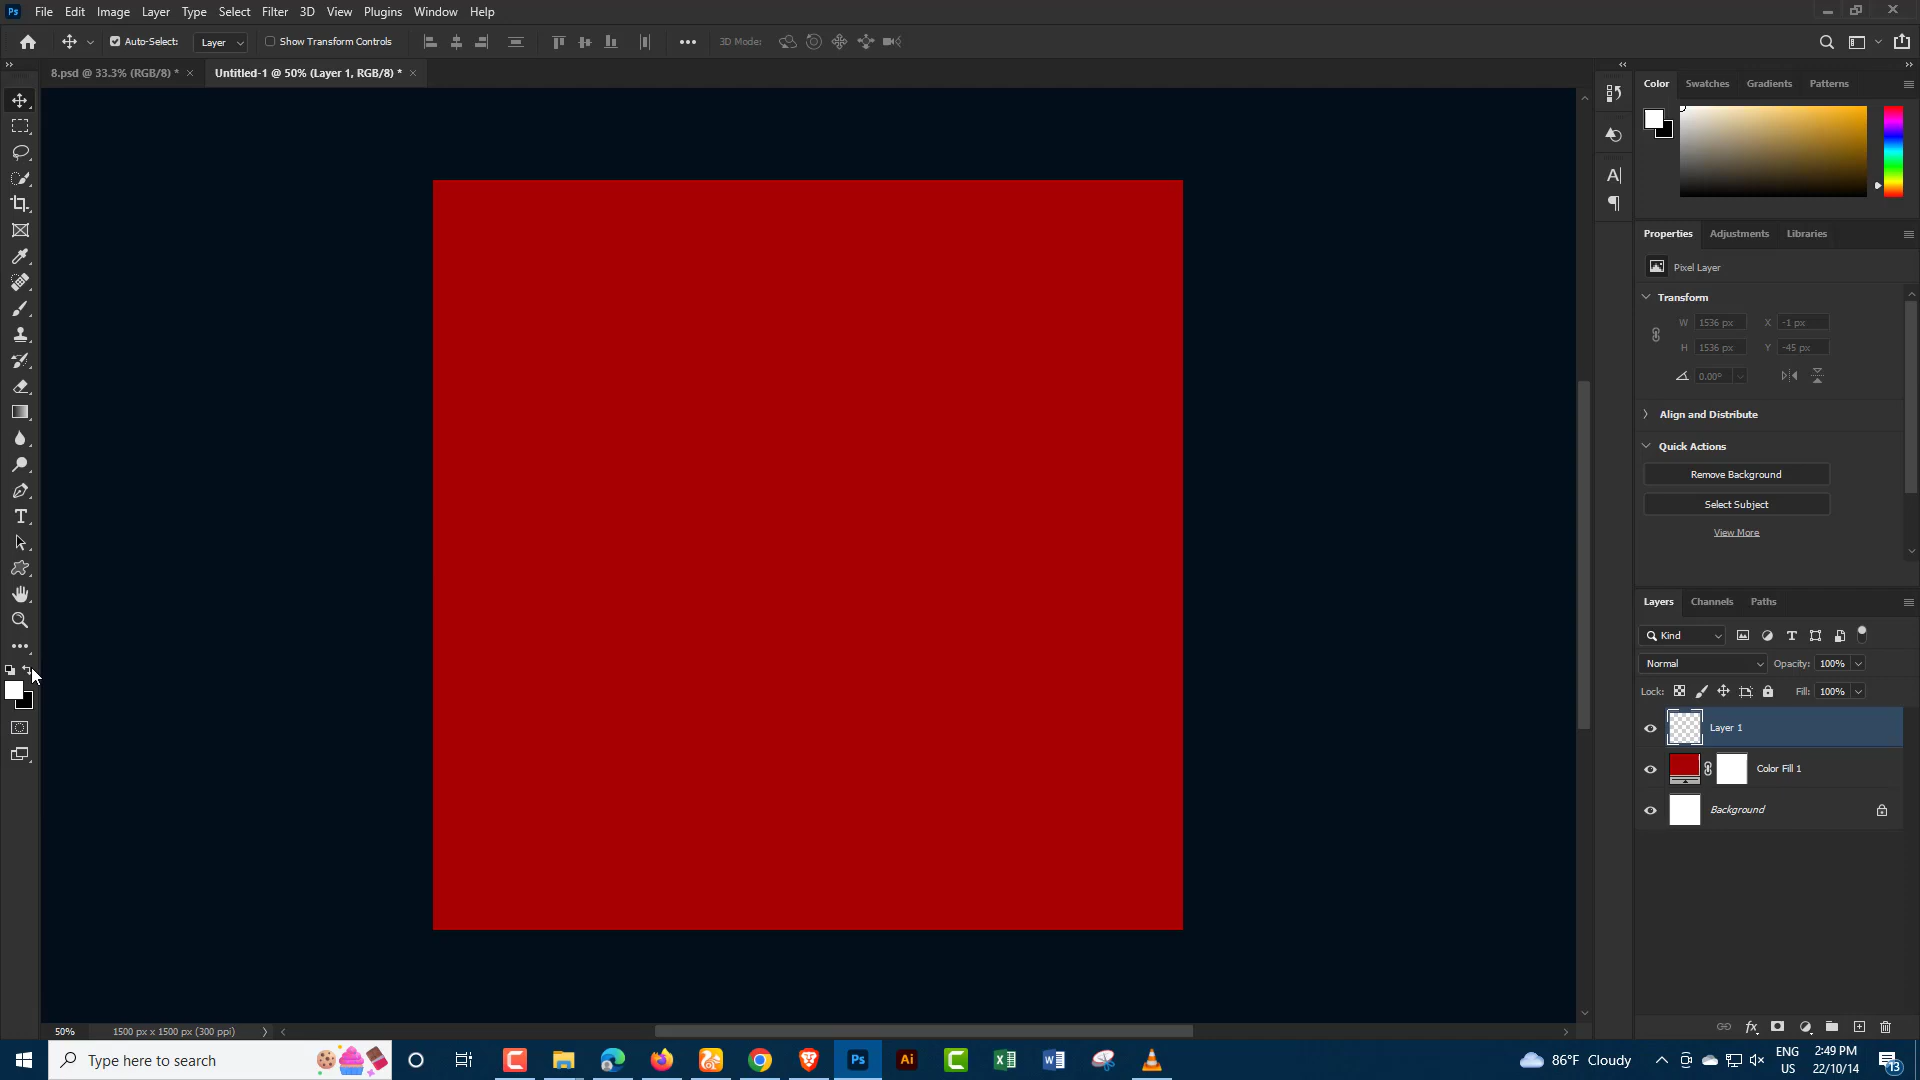 Ps File Edit Image Layer Type Select Filter 3D View Plugins Window Help
Auto-Select: Layer Show Transform Controls 3D Mode:
8.psd @ 33.3% (RGB/8) * Untitled-1 @ 50% (Layer 1, RGB/8) *
Color Swatches Gradients Patterns
Properties Adjustments Libraries
Pixel Layer
Transform
W 1536 px X -1 px
H 1536 px Y -45 px
0.00°
Align and Distribute
Quick Actions
Remove Background
Select Subject
View More
Layers Channels Paths
Kind
Normal Opacity: 100%
Lock: Fill: 100%
Layer 1
Color Fill 1
Background
50% 1500 px x 1500 px (300 ppi)
Type here to search
Ps Ai
86°F Cloudy
ENG
US
2:49 PM
22/10/14
13